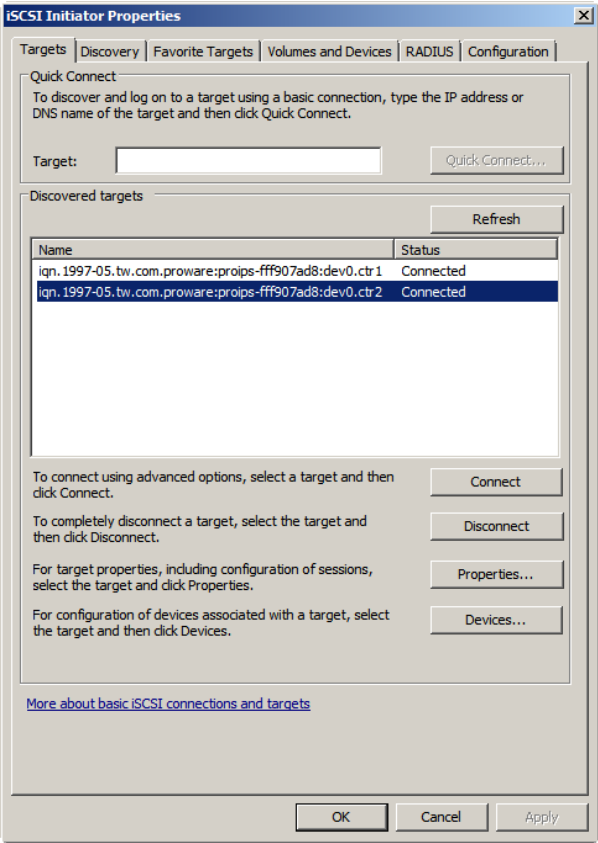 iSCSI Initiator Properties
Targets Discovery Favorite Targets Volumes and Devices RADIUS Configuration
Quick Connect
To discover and log on to a target using a basic connection, type the IP address or
DNS name of the target and then click Quick Connect.
Target:
Quick Connect...
Discovered targets
Refresh
Name Status
iqn.1997-05.tw.com.proware:proips-fff907ad8:dev0.ctr1 Connected
iqn.1997-05.tw.com.proware:proips-fff907ad8:dev0.ctr2 Connected
To connect using advanced options, select a target and then
click Connect.
Connect
To completely disconnect a target, select the target and
then click Disconnect.
Disconnect
For target properties, including configuration of sessions,
select the target and click Properties.
Properties...
For configuration of devices associated with a target, select
the target and then click Devices.
Devices...
More about basic iSCSI connections and targets
OK Cancel Apply